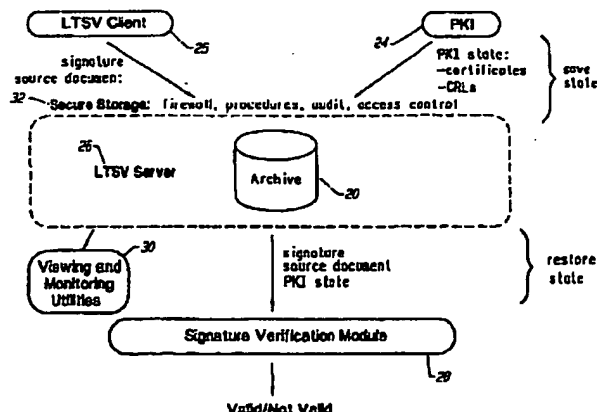 LTSV Client
25
PKI
24
signature
source document:
PKI state:
-certificates
-CRLs
save
state
32
Secure Storage: firewall, procedures, audit, access control
26
LTSV Server
Archive
20
30
Viewing and
Monitoring
Utilities
signature
source document
PKI state
restore
state
Signature Verification Module
28
Valid/Not Valid